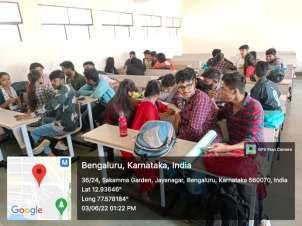 GPS Map Camera
Bengaluru, Karnataka, India
36/24, Sakamma Garden, Jayanagar, Bengaluru, Karnataka 560070, India
Lat 12.93646°
Long 77.578184°
03/06/22 01:22 PM
Google